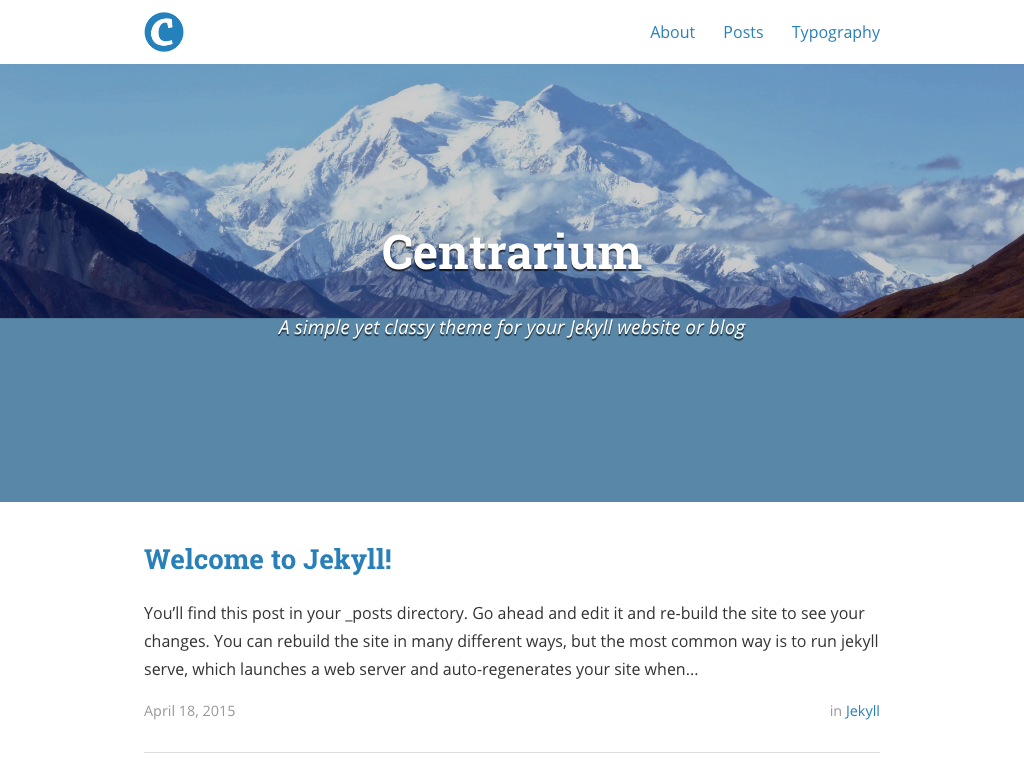 C
About Posts Typography
Centrarium
A simple yet classy theme for your Jekyll website or blog
Welcome to Jekyll!
You’ll find this post in your _posts directory. Go ahead and edit it and re-build the site to see your
changes. You can rebuild the site in many different ways, but the most common way is to run jekyll
serve, which launches a web server and auto-regenerates your site when...
April 18, 2015 in Jekyll